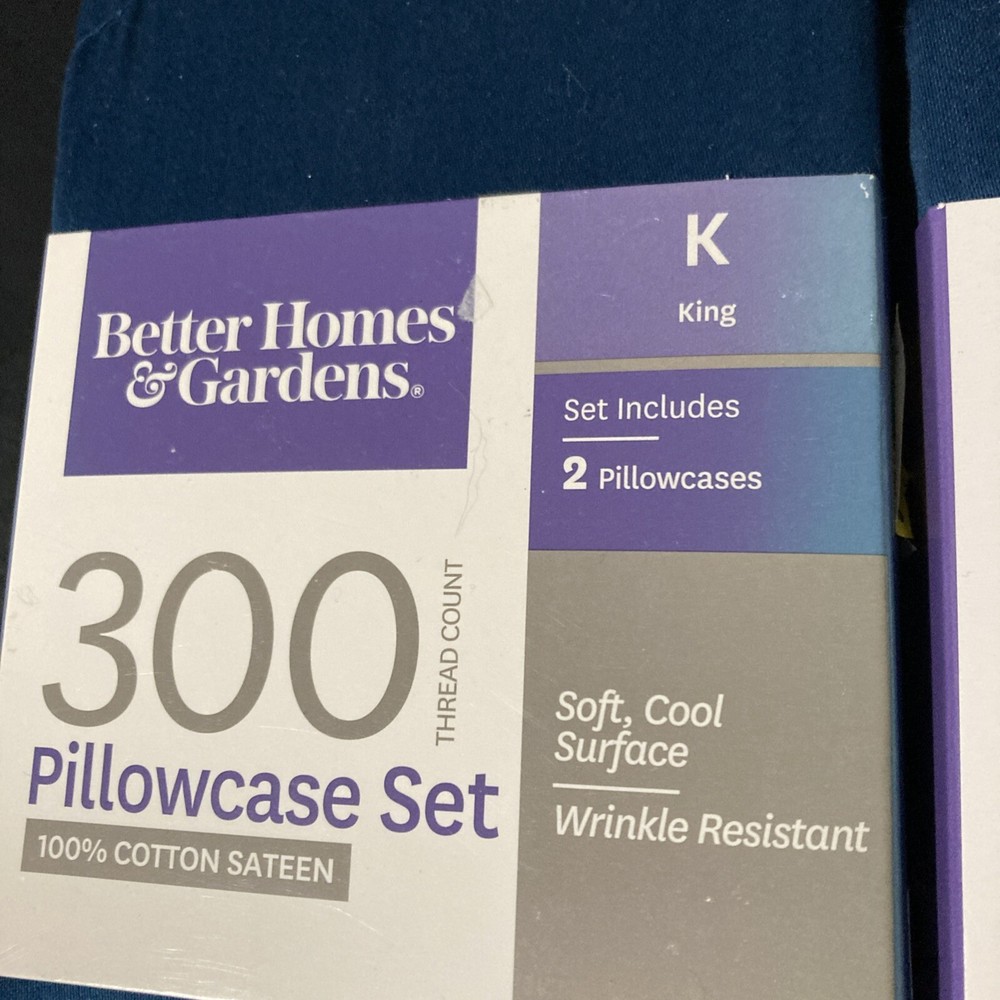 Better Homes
&Gardens®
300
THREAD COUNT
Pillowcase Set
100% COTTON SATEEN
K
King
Set Includes
2 Pillowcases
Soft, Cool
Surface
Wrinkle Resistant